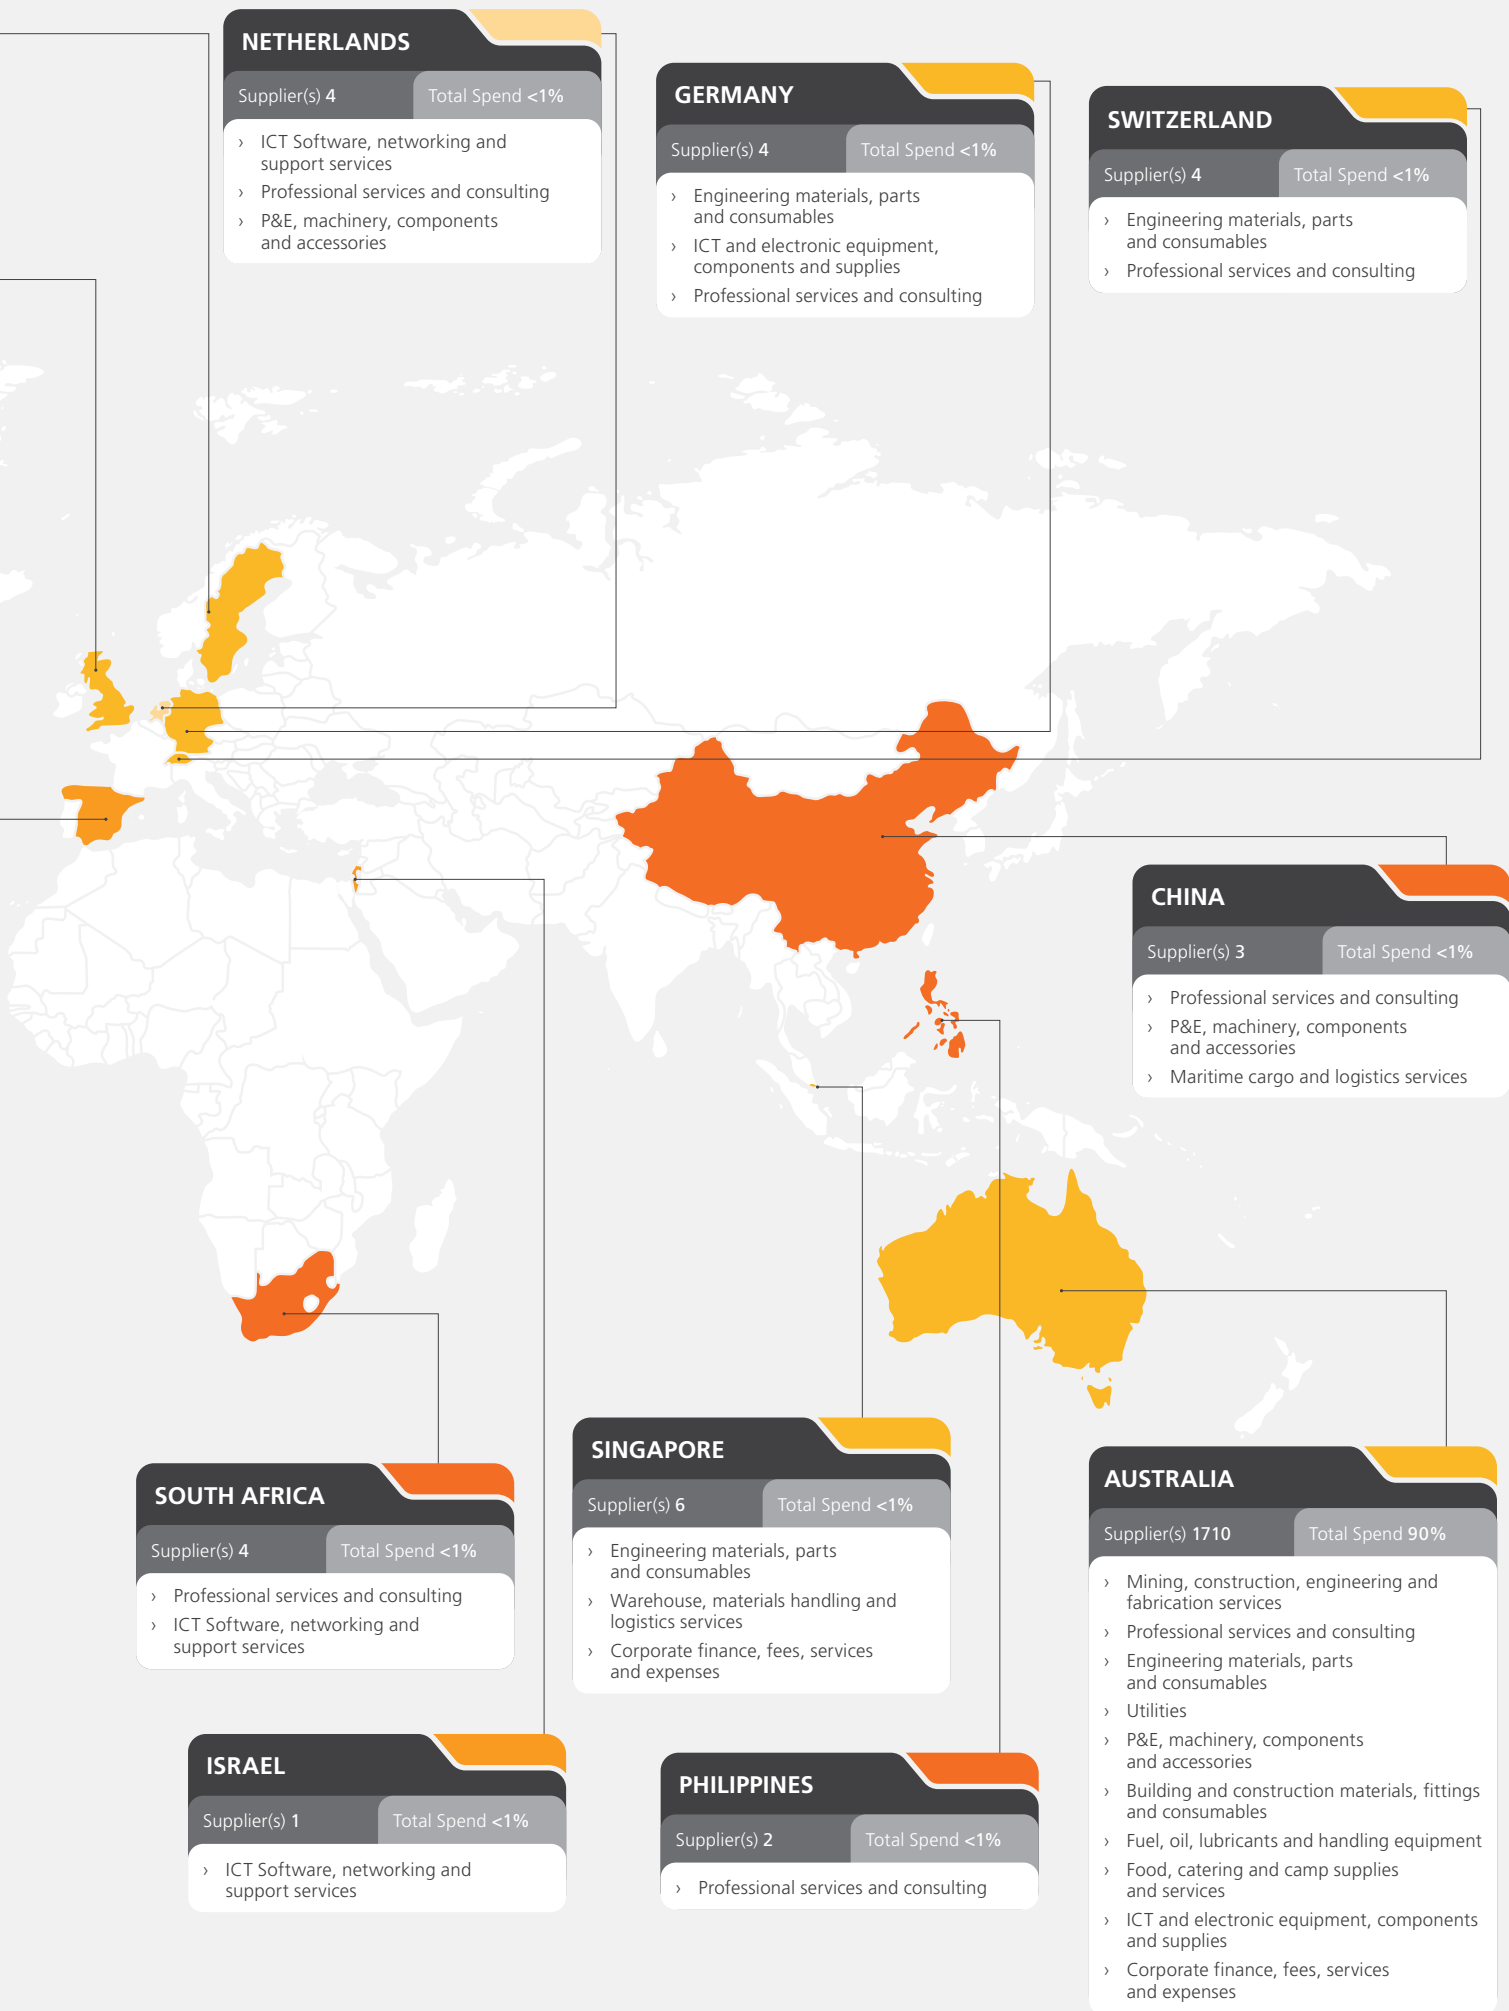 NETHERLANDS
Supplier(s) 4
Total Spend <1%
› ICT Software, networking and
support services
› Professional services and consulting
› P&E, machinery, components
and accessories
GERMANY
Supplier(s) 4
Total Spend <1%
› Engineering materials, parts
and consumables
› ICT and electronic equipment,
components and supplies
› Professional services and consulting
SWITZERLAND
Supplier(s) 4
Total Spend <1%
› Engineering materials, parts
and consumables
› Professional services and consulting
CHINA
Supplier(s) 3
Total Spend <1%
› Professional services and consulting
› P&E, machinery, components
and accessories
› Maritime cargo and logistics services
SOUTH AFRICA
Supplier(s) 4
Total Spend <1%
› Professional services and consulting
› ICT Software, networking and
support services
SINGAPORE
Supplier(s) 6
Total Spend <1%
› Engineering materials, parts
and consumables
› Warehouse, materials handling and
logistics services
› Corporate finance, fees, services
and expenses
AUSTRALIA
Supplier(s) 1710
Total Spend 90%
› Mining, construction, engineering and
fabrication services
› Professional services and consulting
› Engineering materials, parts
and consumables
› Utilities
› P&E, machinery, components
and accessories
› Building and construction materials, fittings
and consumables
› Fuel, oil, lubricants and handling equipment
› Food, catering and camp supplies
and services
› ICT and electronic equipment, components
and supplies
› Corporate finance, fees, services
and expenses
ISRAEL
Supplier(s) 1
Total Spend <1%
› ICT Software, networking and
support services
PHILIPPINES
Supplier(s) 2
Total Spend <1%
› Professional services and consulting